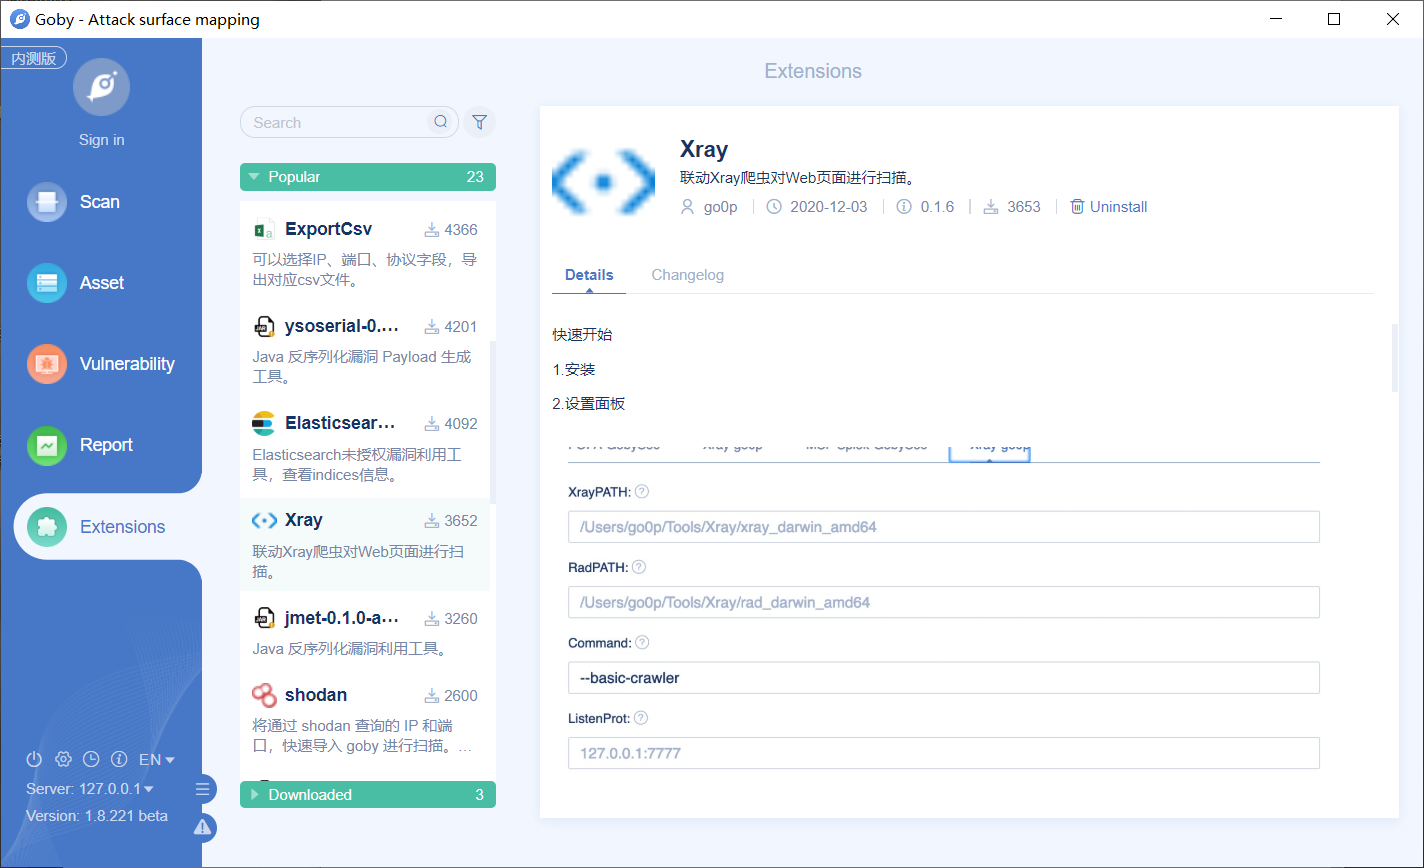 Goby - Attack surface mapping
内测版
Sign in
Scan
Asset
Vulnerability
Report
Extensions
EN
Server: 127.0.0.1
Version: 1.8.221 beta
Extensions
Search
Popular 23
ExportCsv 4366
可以选择IP、端口、协议字段，导
出对应csv文件。
ysoserial-0.... 4201
Java 反序列化漏洞 Payload 生成
工具。
Elasticsear... 4092
Elasticsearch未授权漏洞利用工
具，查看indices信息。
Xray 3652
联动Xray爬虫对Web页面进行扫
描。
jmet-0.1.0-a... 3260
Java 反序列化漏洞利用工具。
shodan 2600
将通过 shodan 查询的 IP 和端
口，快速导入 goby 进行扫描。...
Downloaded 3
Xray
联动Xray爬虫对Web页面进行扫描。
go0p 2020-12-03 0.1.6 3653 Uninstall
Details Changelog
快速开始
1.安装
2.设置面板
Xray go0p Xray go0p
XrayPATH:
/Users/go0p/Tools/Xray/xray_darwin_amd64
RadPATH:
/Users/go0p/Tools/Xray/rad_darwin_amd64
Command:
--basic-crawler
ListenProt:
127.0.0.1:7777